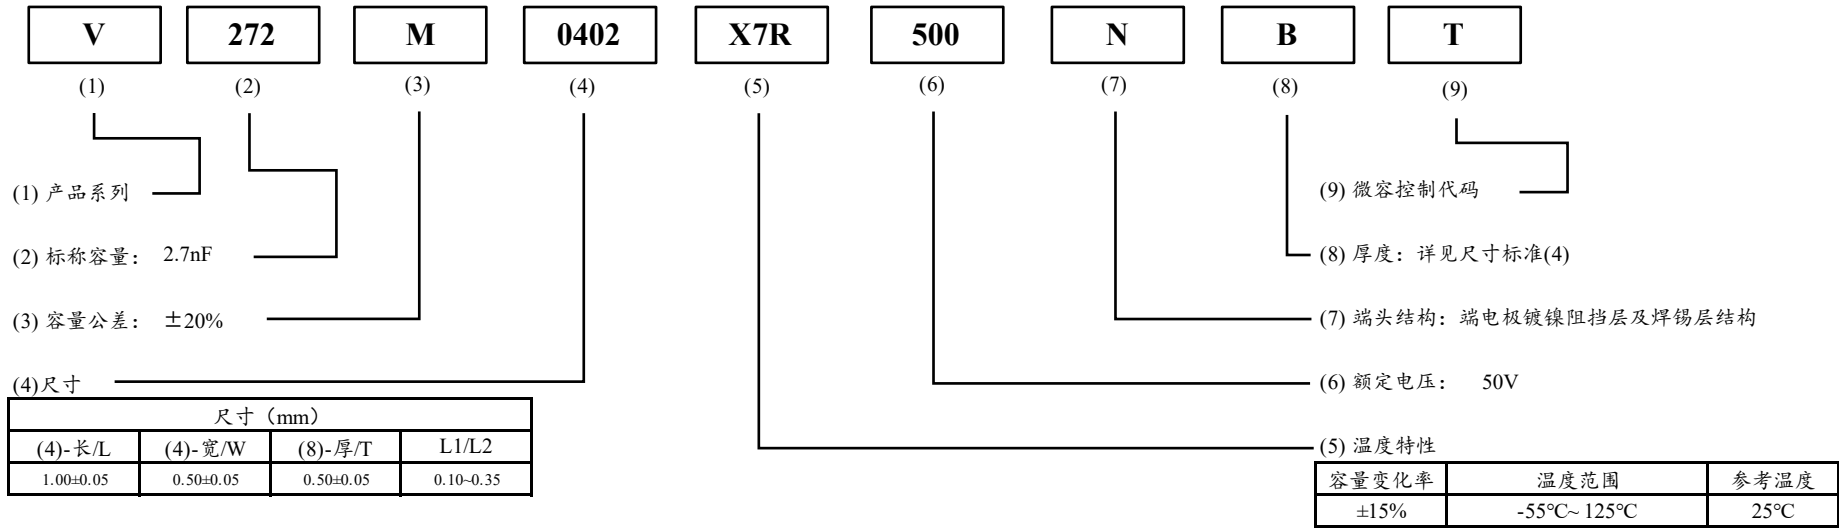 V 272 M 0402 X7R 500 N B T
(1) (2) (3) (4) (5) (6) (7) (8) (9)
(1) 产品系列
(9) 微容控制代码
(2) 标称容量: 2.7nF
(8) 厚度: 详见尺寸标准(4)
(3) 容量公差: ±20%
(7) 端头结构: 端电极镀镍阻挡层及焊锡层结构
(4)尺寸
(6) 额定电压: 50V
尺寸（mm）
(4)-长/L (4)-宽/W (8)-厚/T L1/L2
1.00±0.05 0.50±0.05 0.50±0.05 0.10~0.35
(5) 温度特性
容量变化率 温度范围 参考温度
±15% -55℃~ 125℃ 25℃